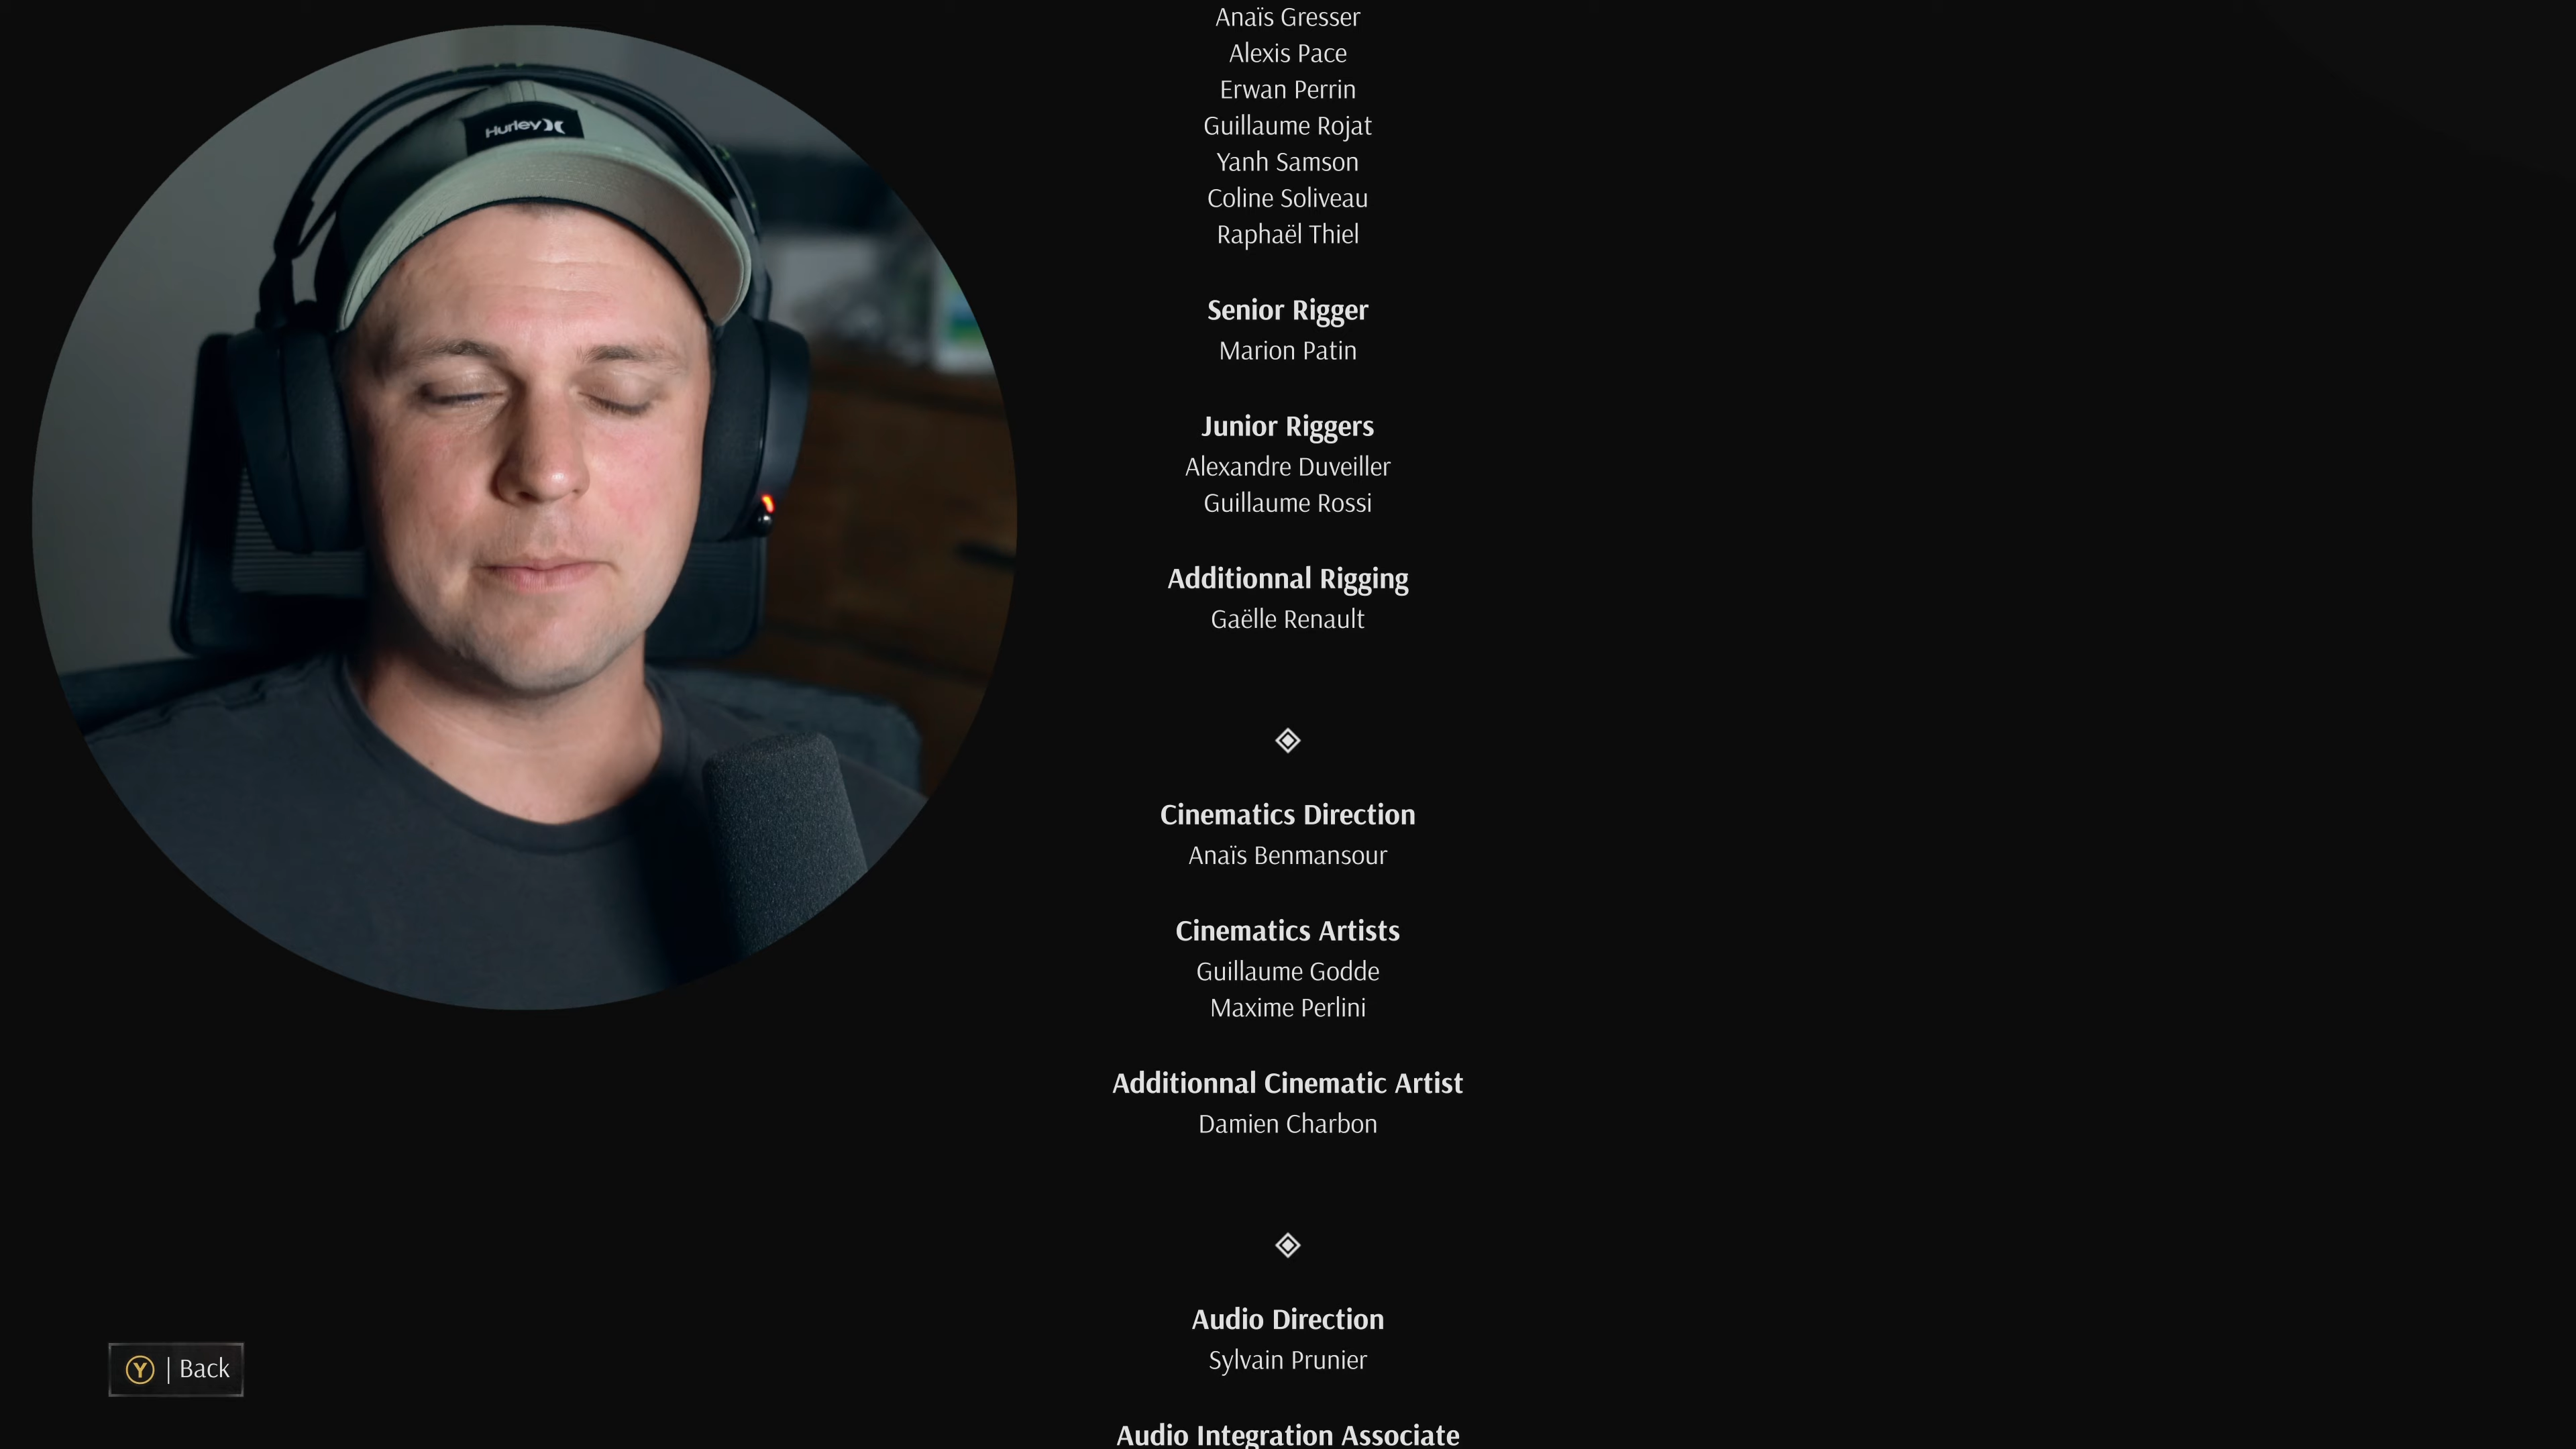 Hurley
Anaïs Gresser
Alexis Pace
Erwan Perrin
Guillaume Rojat
Yanh Samson
Coline Soliveau
Raphaël Thiel
Senior Rigger
Marion Patin
Junior Riggers
Alexandre Duveiller
Guillaume Rossi
Additionnal Rigging
Gaëlle Renault
Cinematics Direction
Anaïs Benmansour
Cinematics Artists
Guillaume Godde
Maxime Perlini
Additionnal Cinematic Artist
Damien Charbon
Audio Direction
Sylvain Prunier
Audio Integration Associate
Y | Back